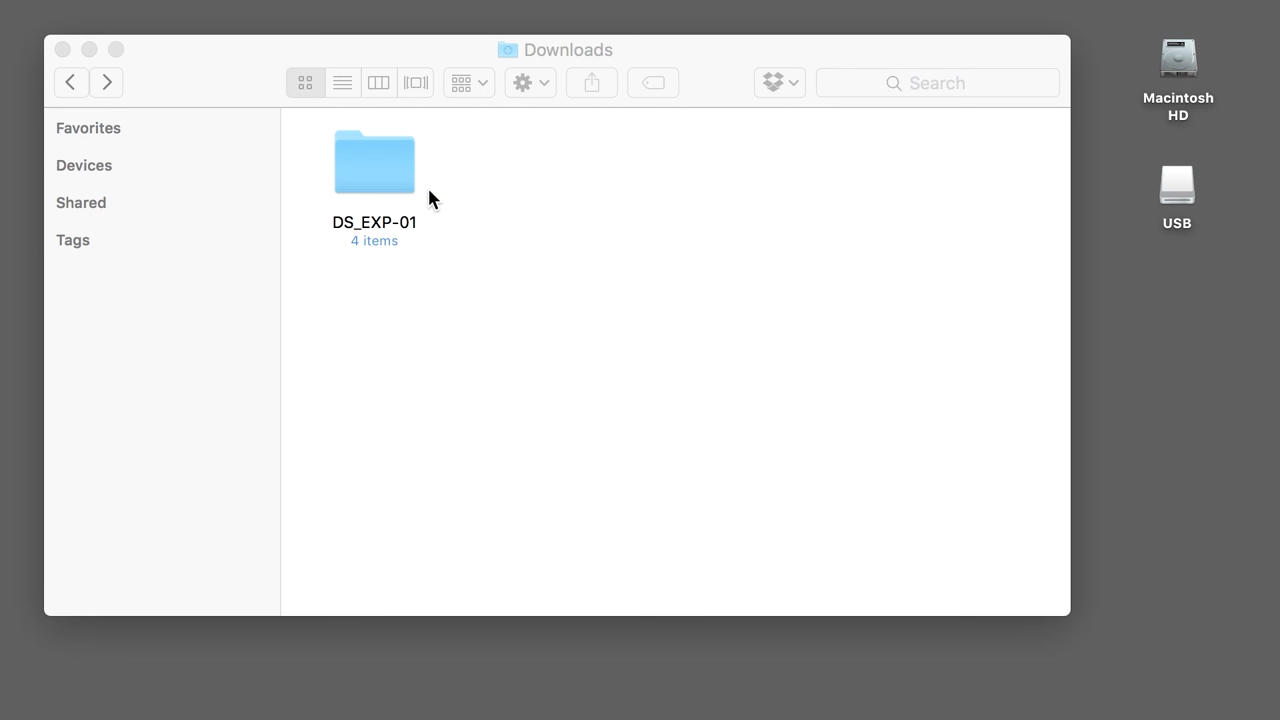 Downloads
Search
Favorites
Devices
Shared
Tags
DS_EXP-01
4 items
Macintosh
HD
USB